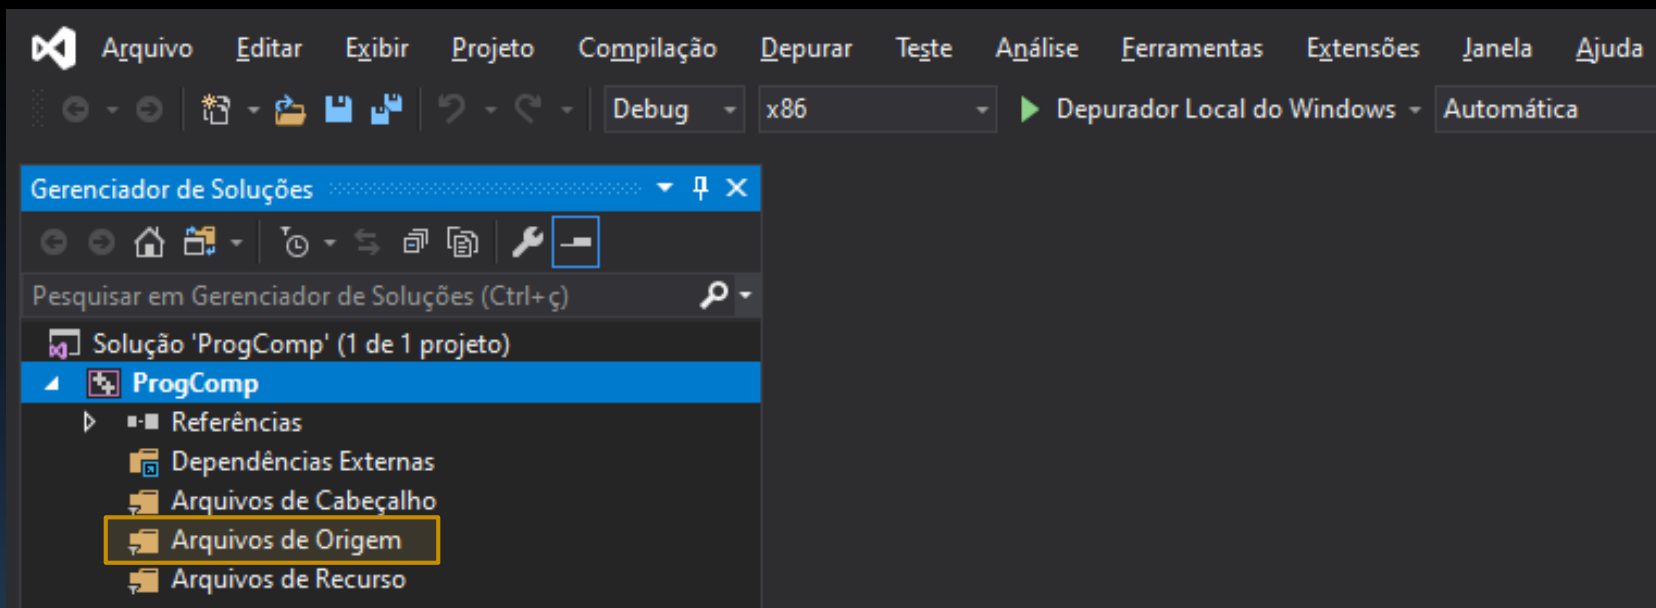 Arquivo Editar Exibir Projeto Compilação Depurar Teste Análise Ferramentas Extensões Janela Ajuda
Debug x86 Depurador Local do Windows Automática
Gerenciador de Soluções
Pesquisar em Gerenciador de Soluções (Ctrl+ç)
Solução 'ProgComp' (1 de 1 projeto)
ProgComp
Referências
Dependências Externas
Arquivos de Cabeçalho
Arquivos de Origem
Arquivos de Recurso